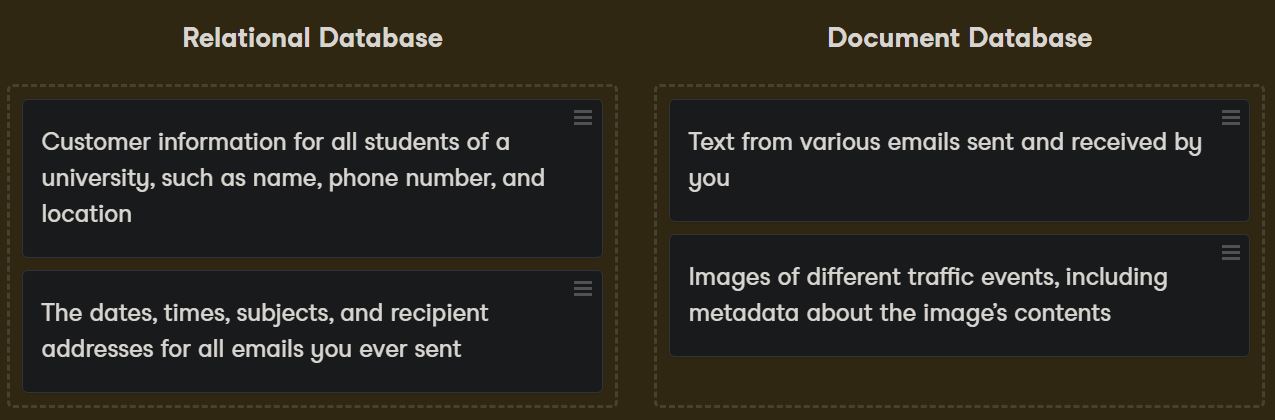 Relational Database
Customer information for all students of a
university, such as name, phone number, and
location
The dates, times, subjects, and recipient
addresses for all emails you ever sent
Document Database
Text from various emails sent and received by
you
Images of different traffic events, including
metadata about the image’s contents